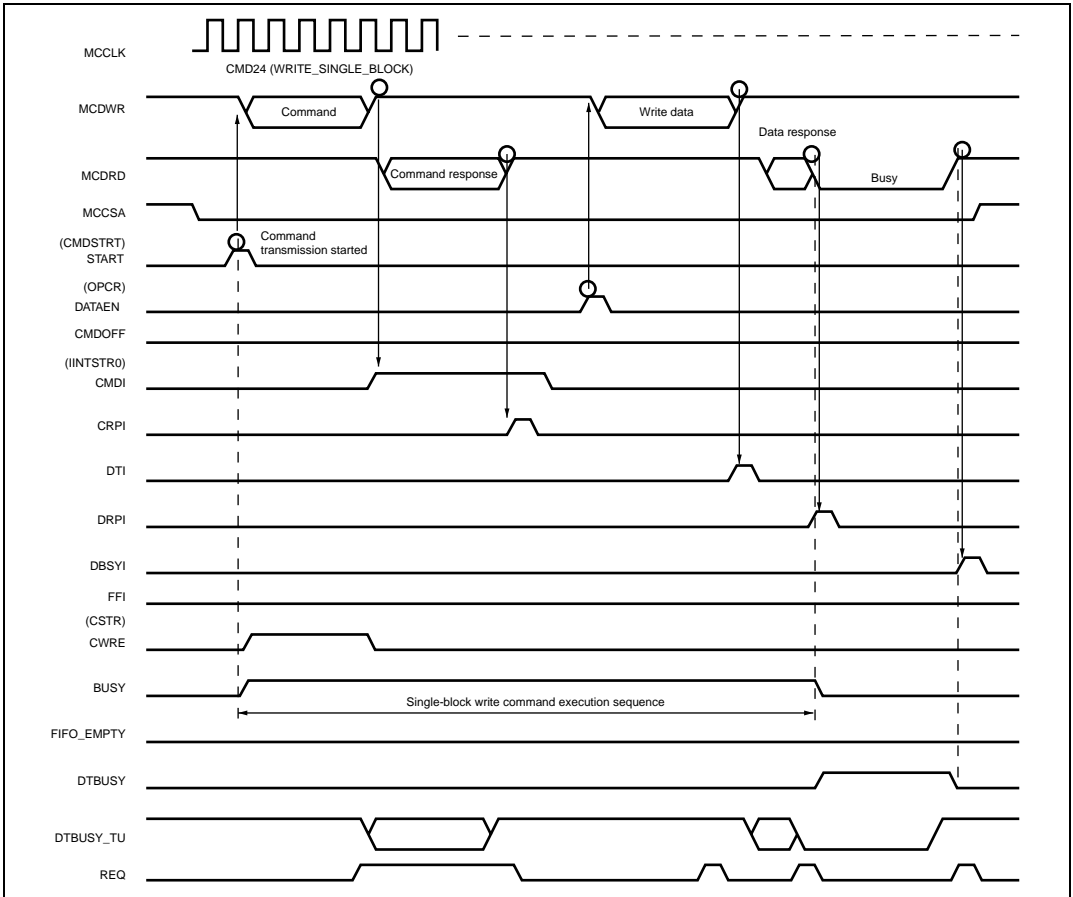 MCCLK
CMD24 (WRITE_SINGLE_BLOCK)
MCDWR
Command
Write data
Data response
MCDRD
Command response
Busy
MCCSA
(CMDSTRT)
START
Command
transmission started
(OPCR)
DATAEN
CMDOFF
(IINTSTR0)
CMDI
CRPI
DTI
DRPI
DBSYI
FFI
(CSTR)
CWRE
BUSY
Single-block write command execution sequence
FIFO_EMPTY
DTBUSY
DTBUSY_TU
REQ